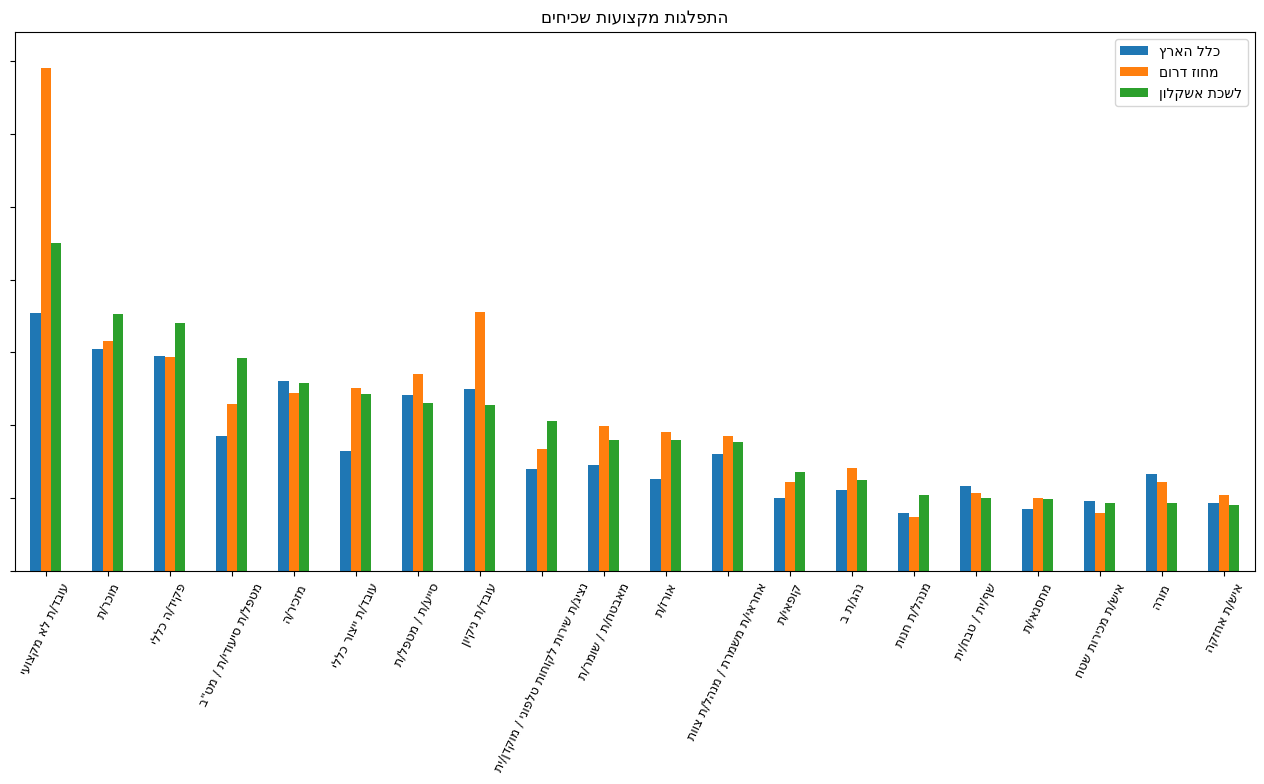 התפלגות מקצועות שכיחים
כלל הארץ
מחוז דרום
לשכת אשקלון
עובד/ת לא מקצועי
מוכר/ת
פקיד/ה כללי
מטפל/ת סיעודי/ת / מט"ב
מזכיר/ה
עובד/ת ייצור כללי
סייע/ת / מטפל/ת
עובד/ת ניקיון
נציג/ת שירות לקוחות טלפוני / מוקדן/ית
מאבטח/ת / שומר/ת
אורז/ת
אחראי/ת משמרת / מנהל/ת צוות
קופאי/ת
נהג/ת ב
מנהל/ת חנות
שף/ית / טבח/ית
מחסנאי/ת
איש/ת מכירות שטח
מורה
איש/ת אחזקה